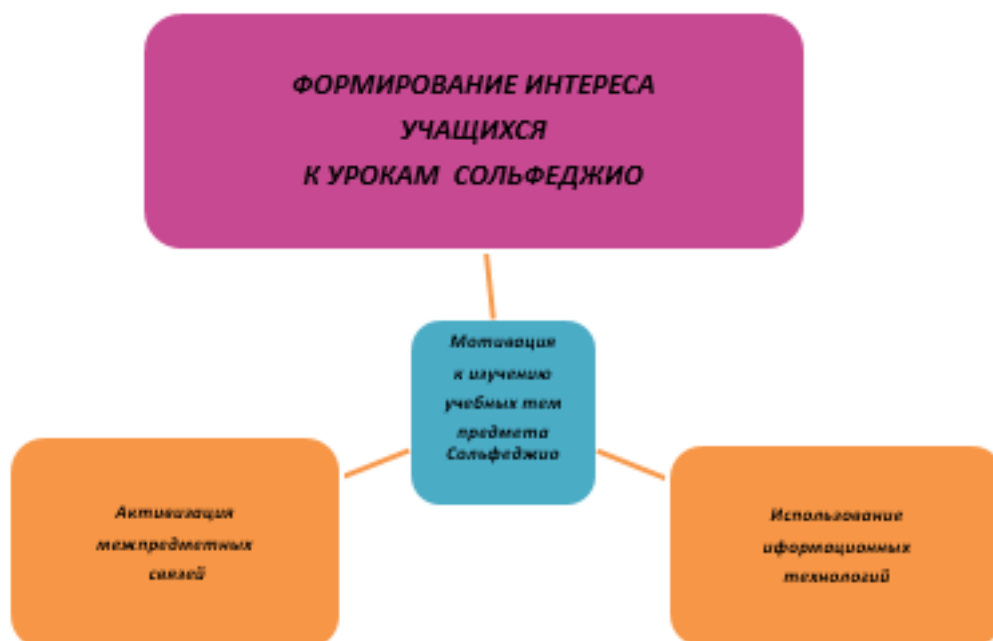 ФОРМИРОВАНИЕ ИНТЕРЕСА
УЧАЩИХСЯ
К УРОКАМ СОЛЬФЕДЖИО
Мотивация
к изучению
учебных тем
предмета
Сольфеджио
Активизация
межпредметных
связей
Использование
иформационных
технологий